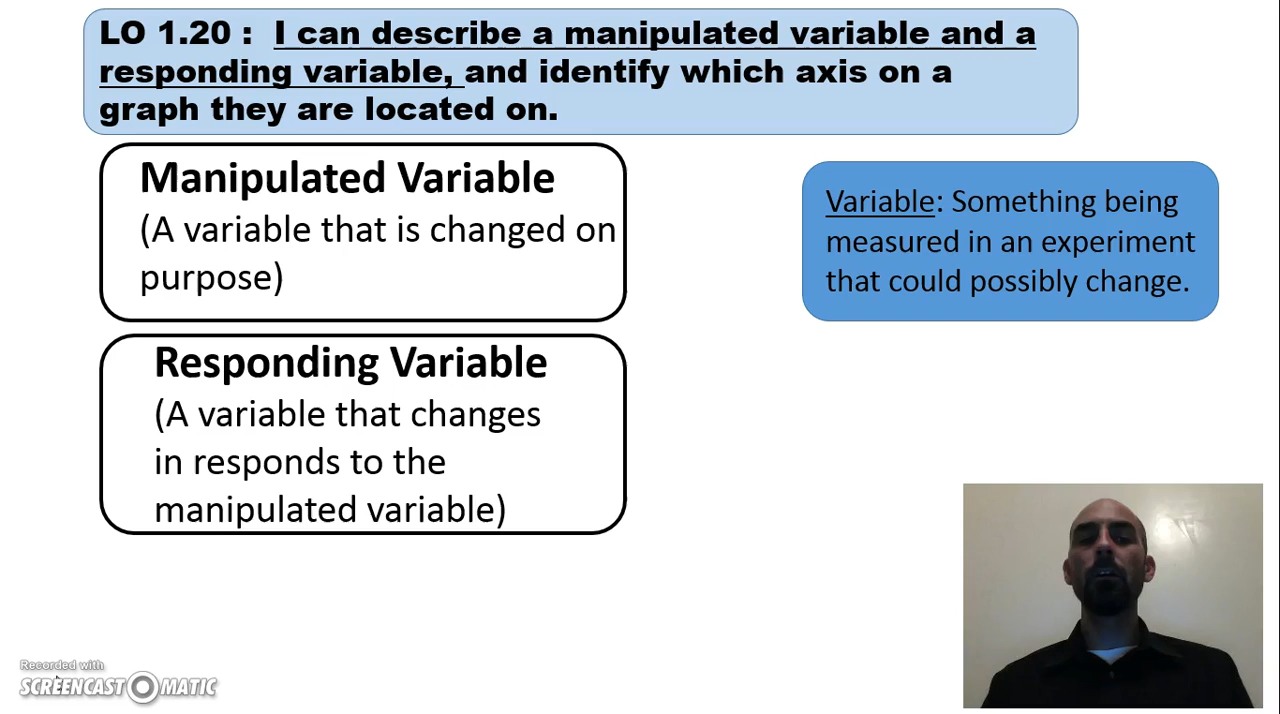 LO 1.20 : I can describe a manipulated variable and a
responding variable, and identify which axis on a
graph they are located on.
Manipulated Variable
(A variable that is changed on
purpose)
Variable: Something being
measured in an experiment
that could possibly change.
Responding Variable
(A variable that changes
in responds to the
manipulated variable)
Recorded with
SCREENCAST MATIC